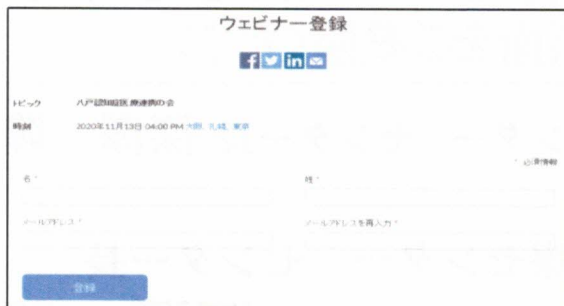 ウェビナー登録
トピック 八戸認知症医療連携の会
時刻 2020年11月13日 04:00 PM 大阪、札幌、東京
* 必須情報
名 * 姓 *
メールアドレス * メールアドレスを再入力 *
登録